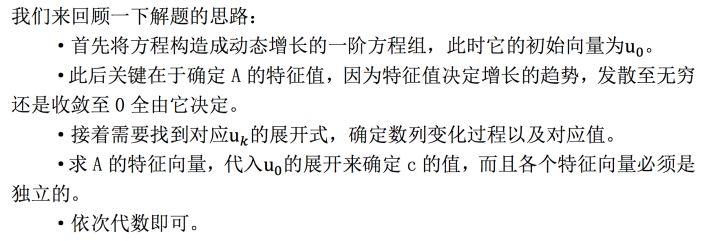 我们来回顾一下解题的思路：
·首先将方程构造成动态增长的一阶方程组，此时它的初始向量为u₀。
·此后关键在于确定 A 的特征值，因为特征值决定增长的趋势，发散至无穷
还是收敛至 0 全由它决定。
·接着需要找到对应uₖ的展开式，确定数列变化过程以及对应值。
·求 A 的特征向量，代入u₀的展开来确定 c 的值，而且各个特征向量必须是
独立的。
·依次代数即可。